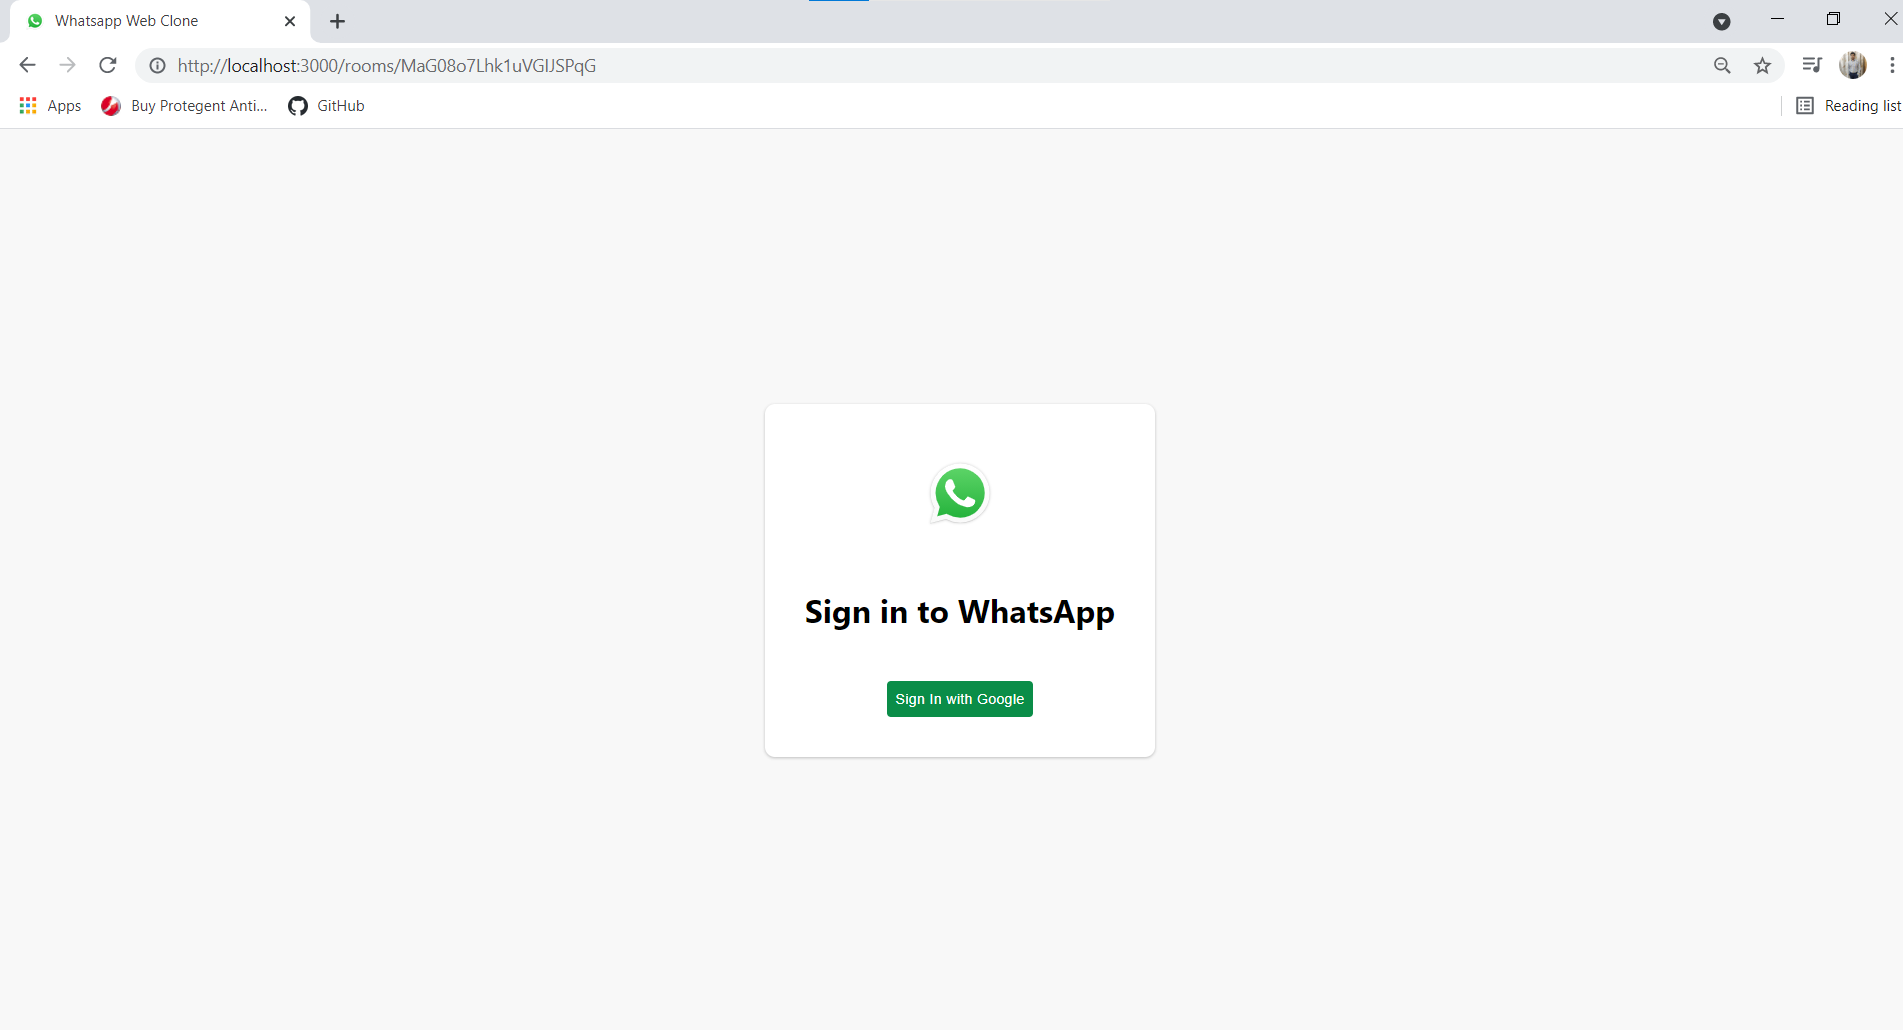 Whatsapp Web Clone
http://localhost:3000/rooms/MaG08o7Lhk1uVGIJSPqG
Apps Buy Protegent Anti... GitHub Reading list
Sign in to WhatsApp
Sign In with Google